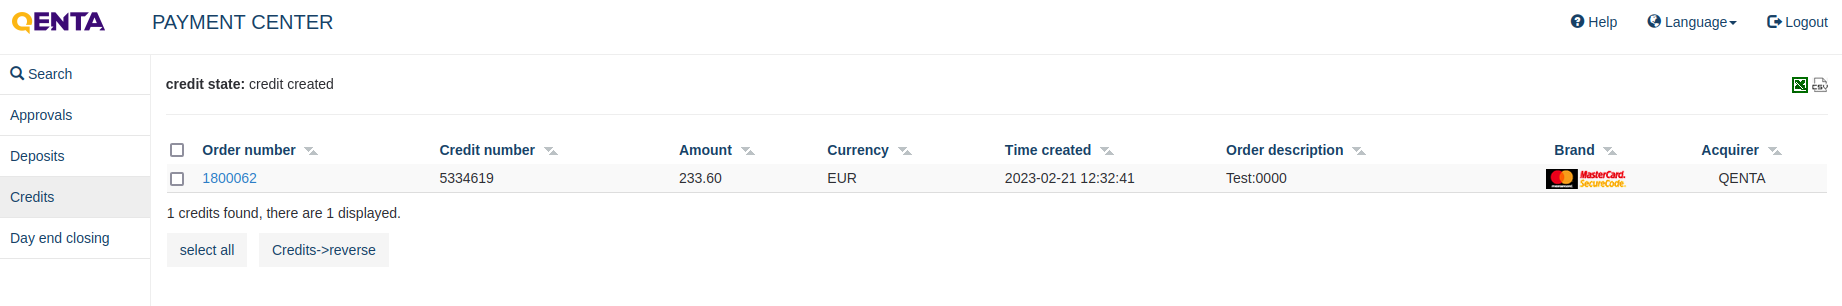 QENTA PAYMENT CENTER Help Language Logout
Search
Approvals
Deposits
Credits
Day end closing
credit state: credit created
CSV
Order number Credit number Amount Currency Time created Order description Brand Acquirer
1800062 5334619 233.60 EUR 2023-02-21 12:32:41 Test:0000 MasterCard. SecureCode. QENTA
1 credits found, there are 1 displayed.
select all Credits->reverse